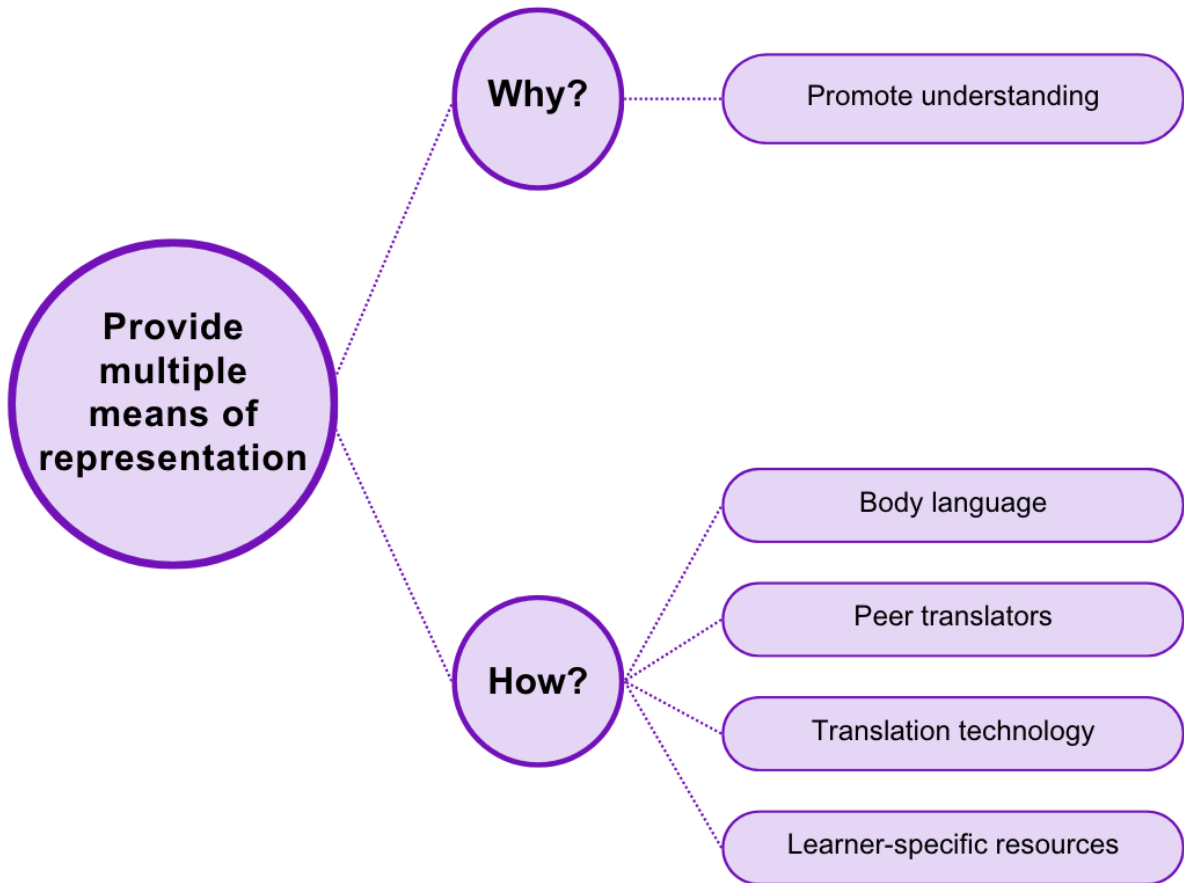 Provide
multiple
means of
representation
Why?
Promote understanding
How?
Body language
Peer translators
Translation technology
Learner-specific resources